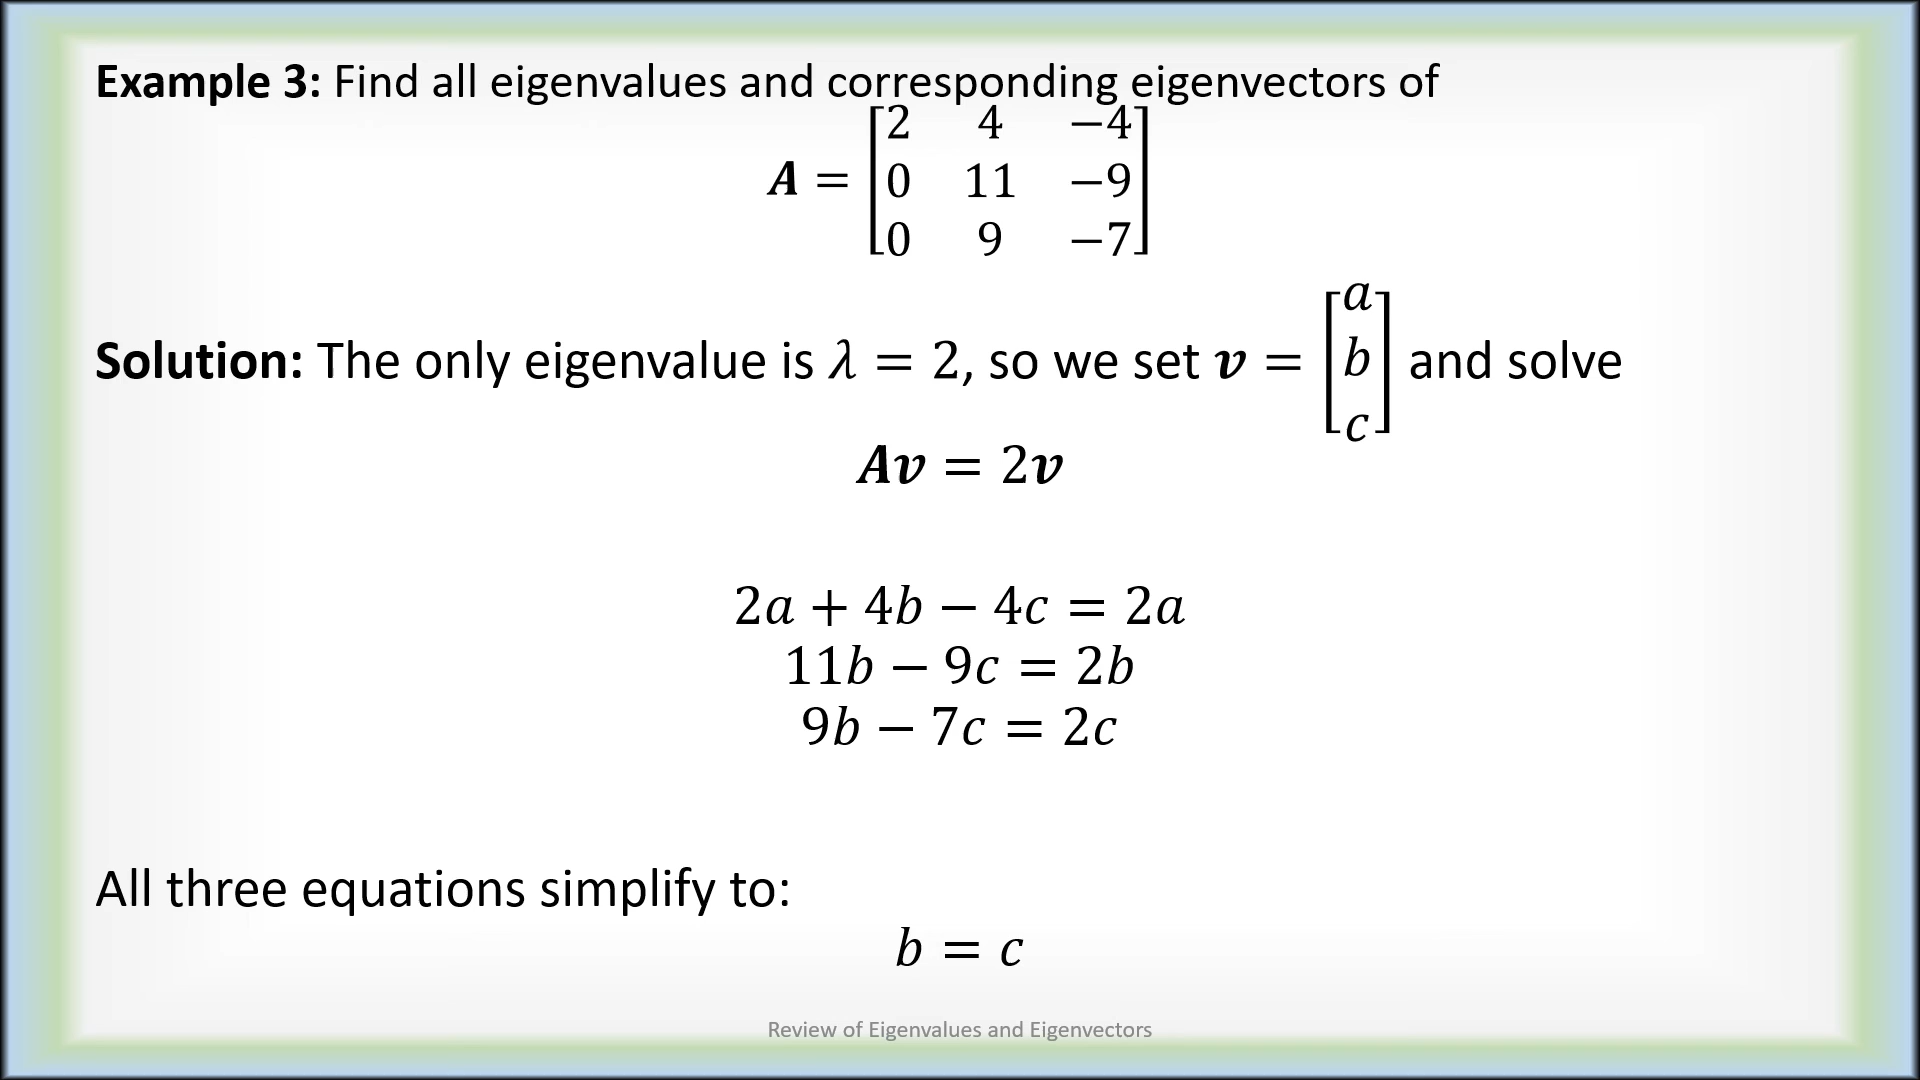 Example 3: Find all eigenvalues and corresponding eigenvectors of
A = [2 4 −4
0 11 −9
0 9 −7]
Solution: The only eigenvalue is λ = 2, so we set v = [a b c] and solve
Av = 2v
2a + 4b − 4c = 2a
11b − 9c = 2b
9b − 7c = 2c
All three equations simplify to:
b = c
Review of Eigenvalues and Eigenvectors